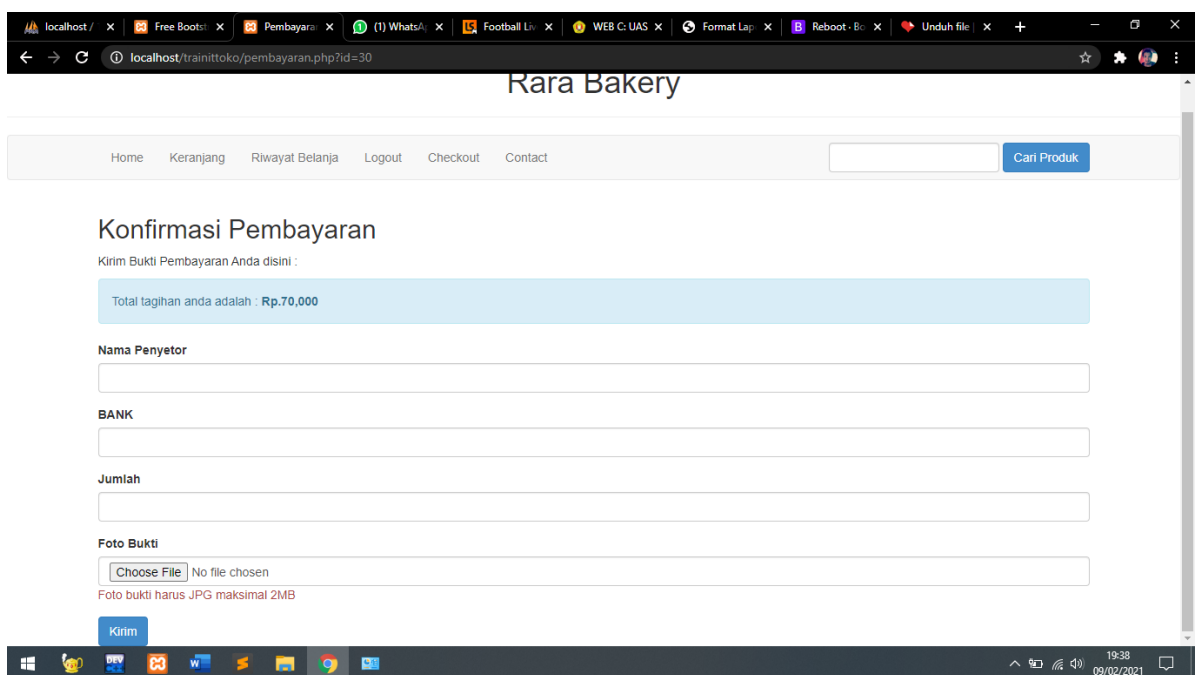 localhost / Free Bootst Pembayaran (1) WhatsAp Football Liv WEB C: UAS Format Lap Reboot · Bo Unduh file
localhost/trainittoko/pembayaran.php?id=30
Rara Bakery
Home Keranjang Riwayat Belanja Logout Checkout Contact Cari Produk
Konfirmasi Pembayaran
Kirim Bukti Pembayaran Anda disini :
Total tagihan anda adalah : Rp.70,000
Nama Penyetor
BANK
Jumlah
Foto Bukti
Choose File No file chosen
Foto bukti harus JPG maksimal 2MB
Kirim
19:38
09/02/2021